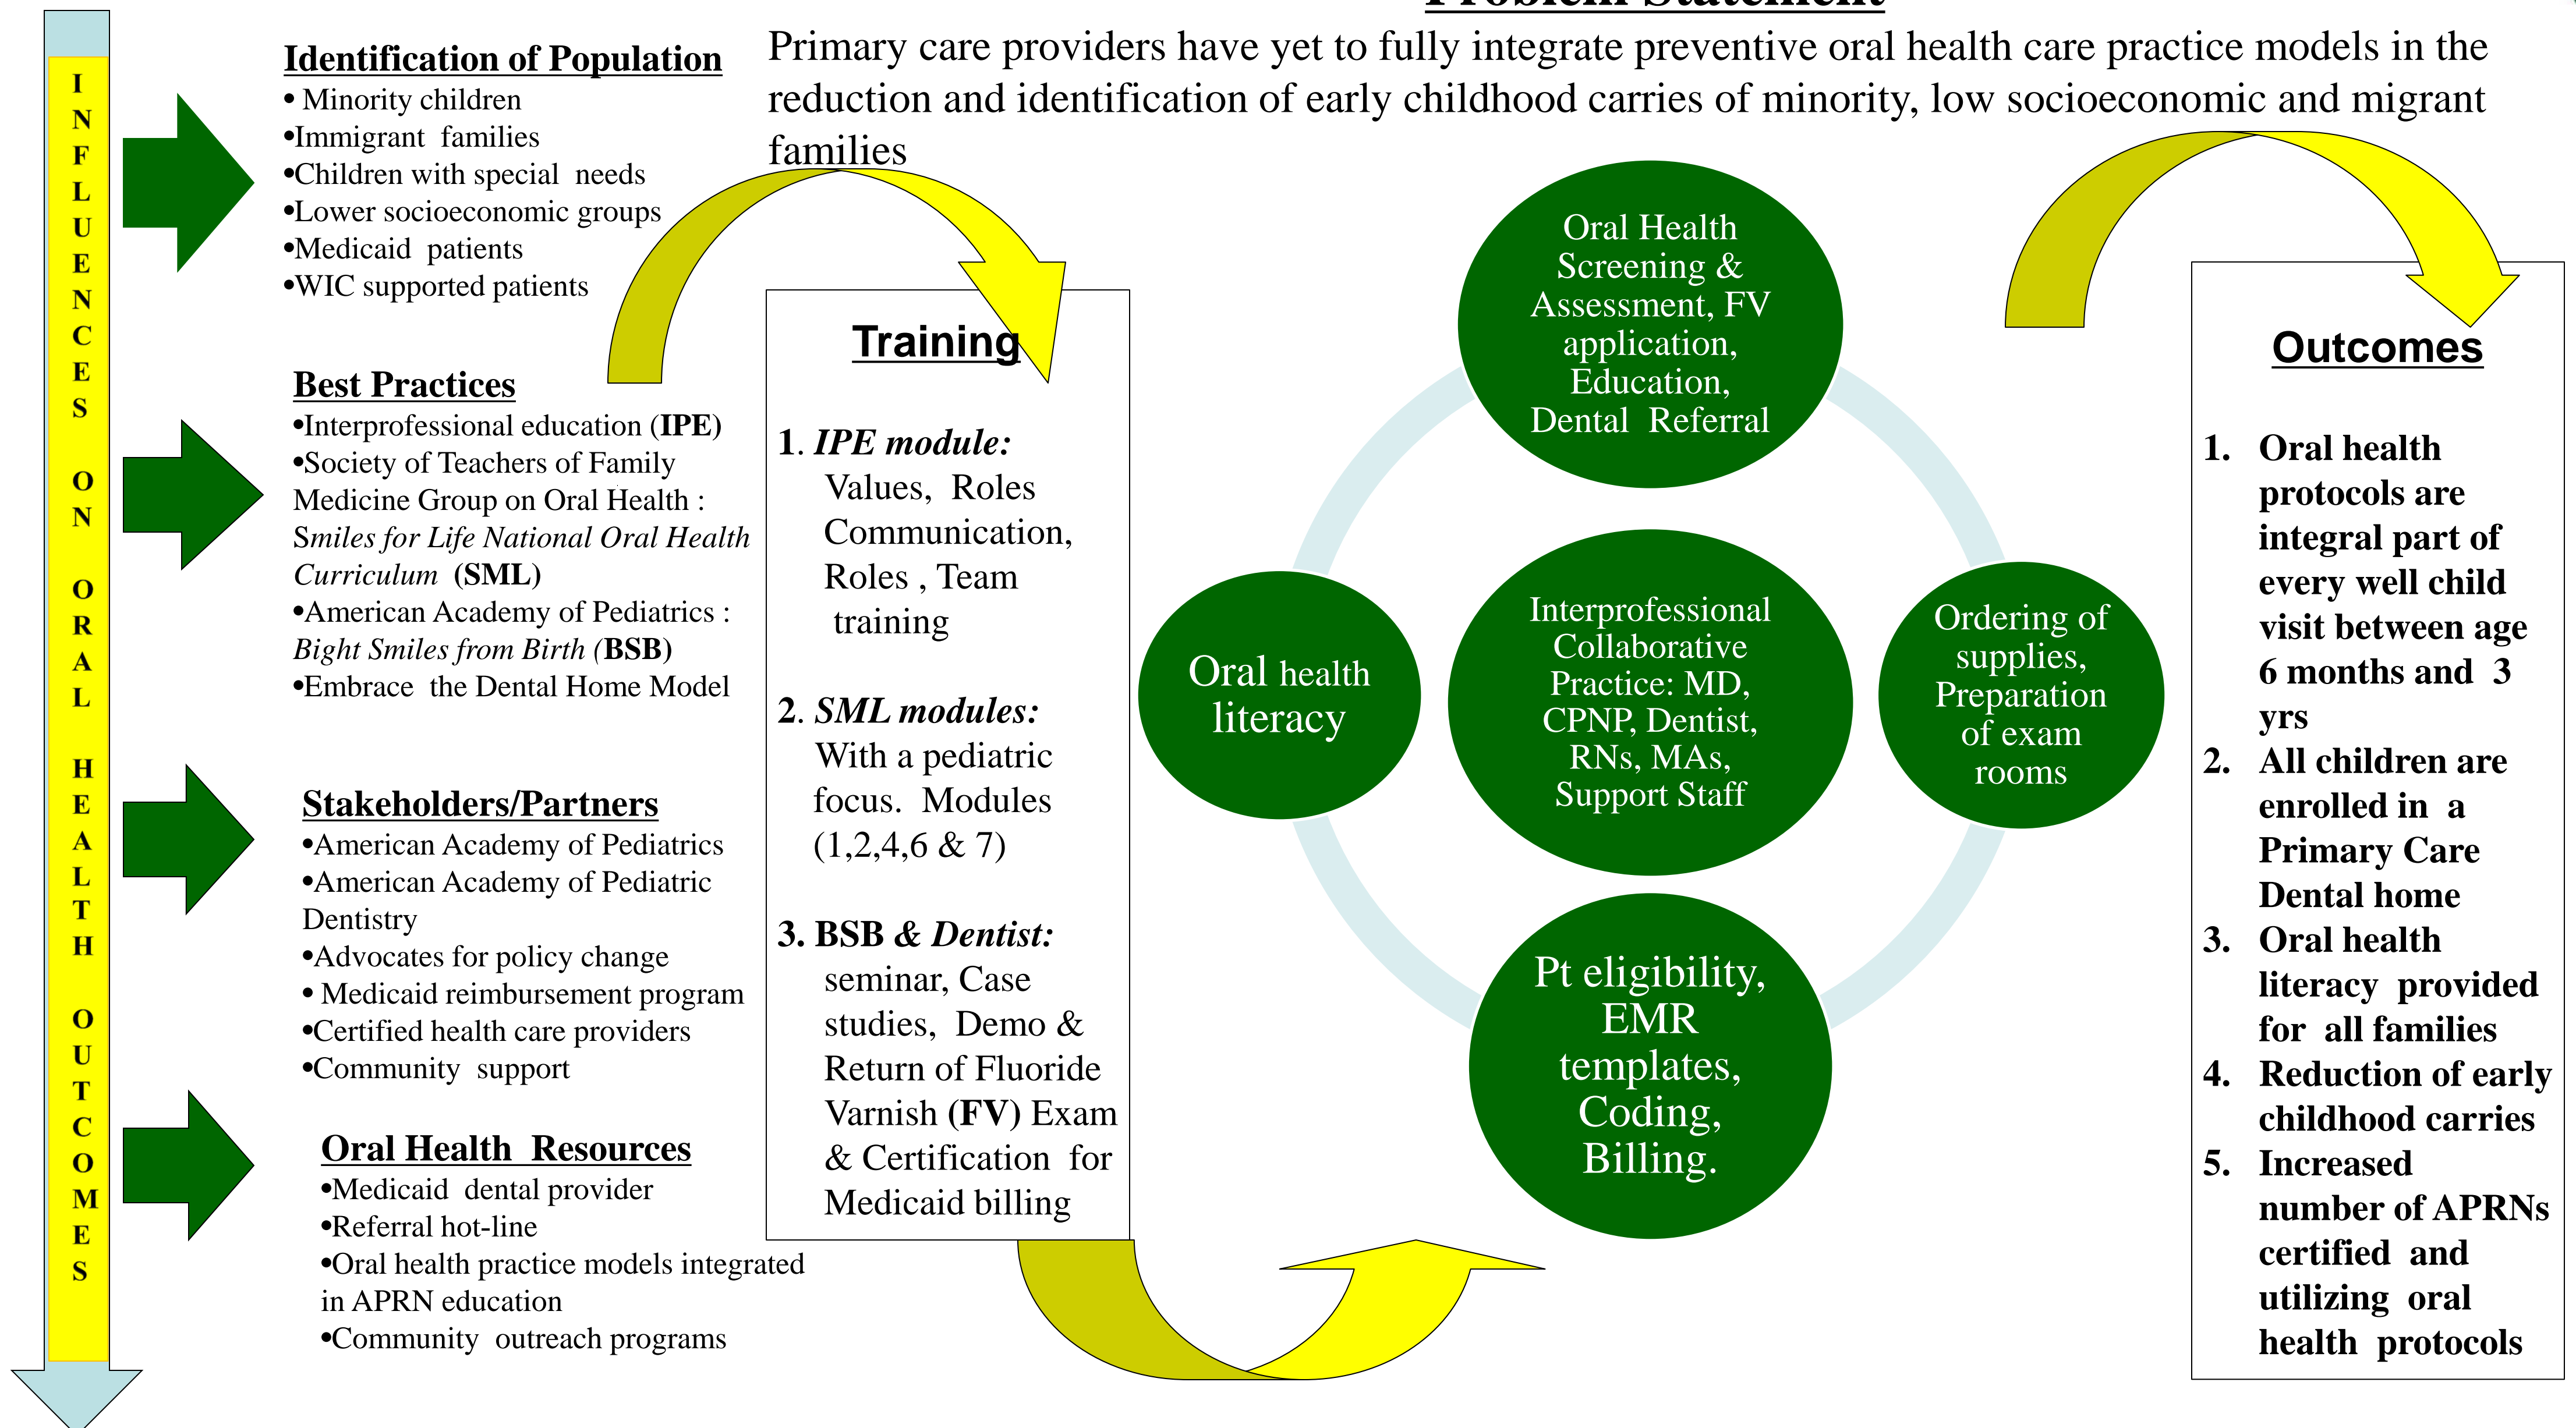 Problem Statement
Primary care providers have yet to fully integrate preventive oral health care practice models in the
reduction and identification of early childhood carries of minority, low socioeconomic and migrant
families
INFLUENCES ON ORAL HEALTH OUTCOMES
Identification of Population
• Minority children
•Immigrant families
•Children with special needs
•Lower socioeconomic groups
•Medicaid patients
•WIC supported patients
Best Practices
•Interprofessional education (IPE)
•Society of Teachers of Family
Medicine Group on Oral Health :
Smiles for Life National Oral Health
Curriculum (SML)
•American Academy of Pediatrics :
Bight Smiles from Birth (BSB)
•Embrace the Dental Home Model
Stakeholders/Partners
•American Academy of Pediatrics
•American Academy of Pediatric
Dentistry
•Advocates for policy change
• Medicaid reimbursement program
•Certified health care providers
•Community support
Oral Health Resources
•Medicaid dental provider
•Referral hot-line
•Oral health practice models integrated
in APRN education
•Community outreach programs
Training
1. IPE module:
Values, Roles
Communication,
Roles , Team
training
2. SML modules:
With a pediatric
focus. Modules
(1,2,4,6 & 7)
3. BSB & Dentist:
seminar, Case
studies, Demo &
Return of Fluoride
Varnish (FV) Exam
& Certification for
Medicaid billing
Oral Health
Screening &
Assessment, FV
application,
Education,
Dental Referral
Oral health
literacy
Interprofessional
Collaborative
Practice: MD,
CPNP, Dentist,
RNs, MAs,
Support Staff
Ordering of
supplies,
Preparation
of exam
rooms
Pt eligibility,
EMR
templates,
Coding,
Billing.
Outcomes
1. Oral health
protocols are
integral part of
every well child
visit between age
6 months and 3
yrs
2. All children are
enrolled in a
Primary Care
Dental home
3. Oral health
literacy provided
for all families
4. Reduction of early
childhood carries
5. Increased
number of APRNs
certified and
utilizing oral
health protocols